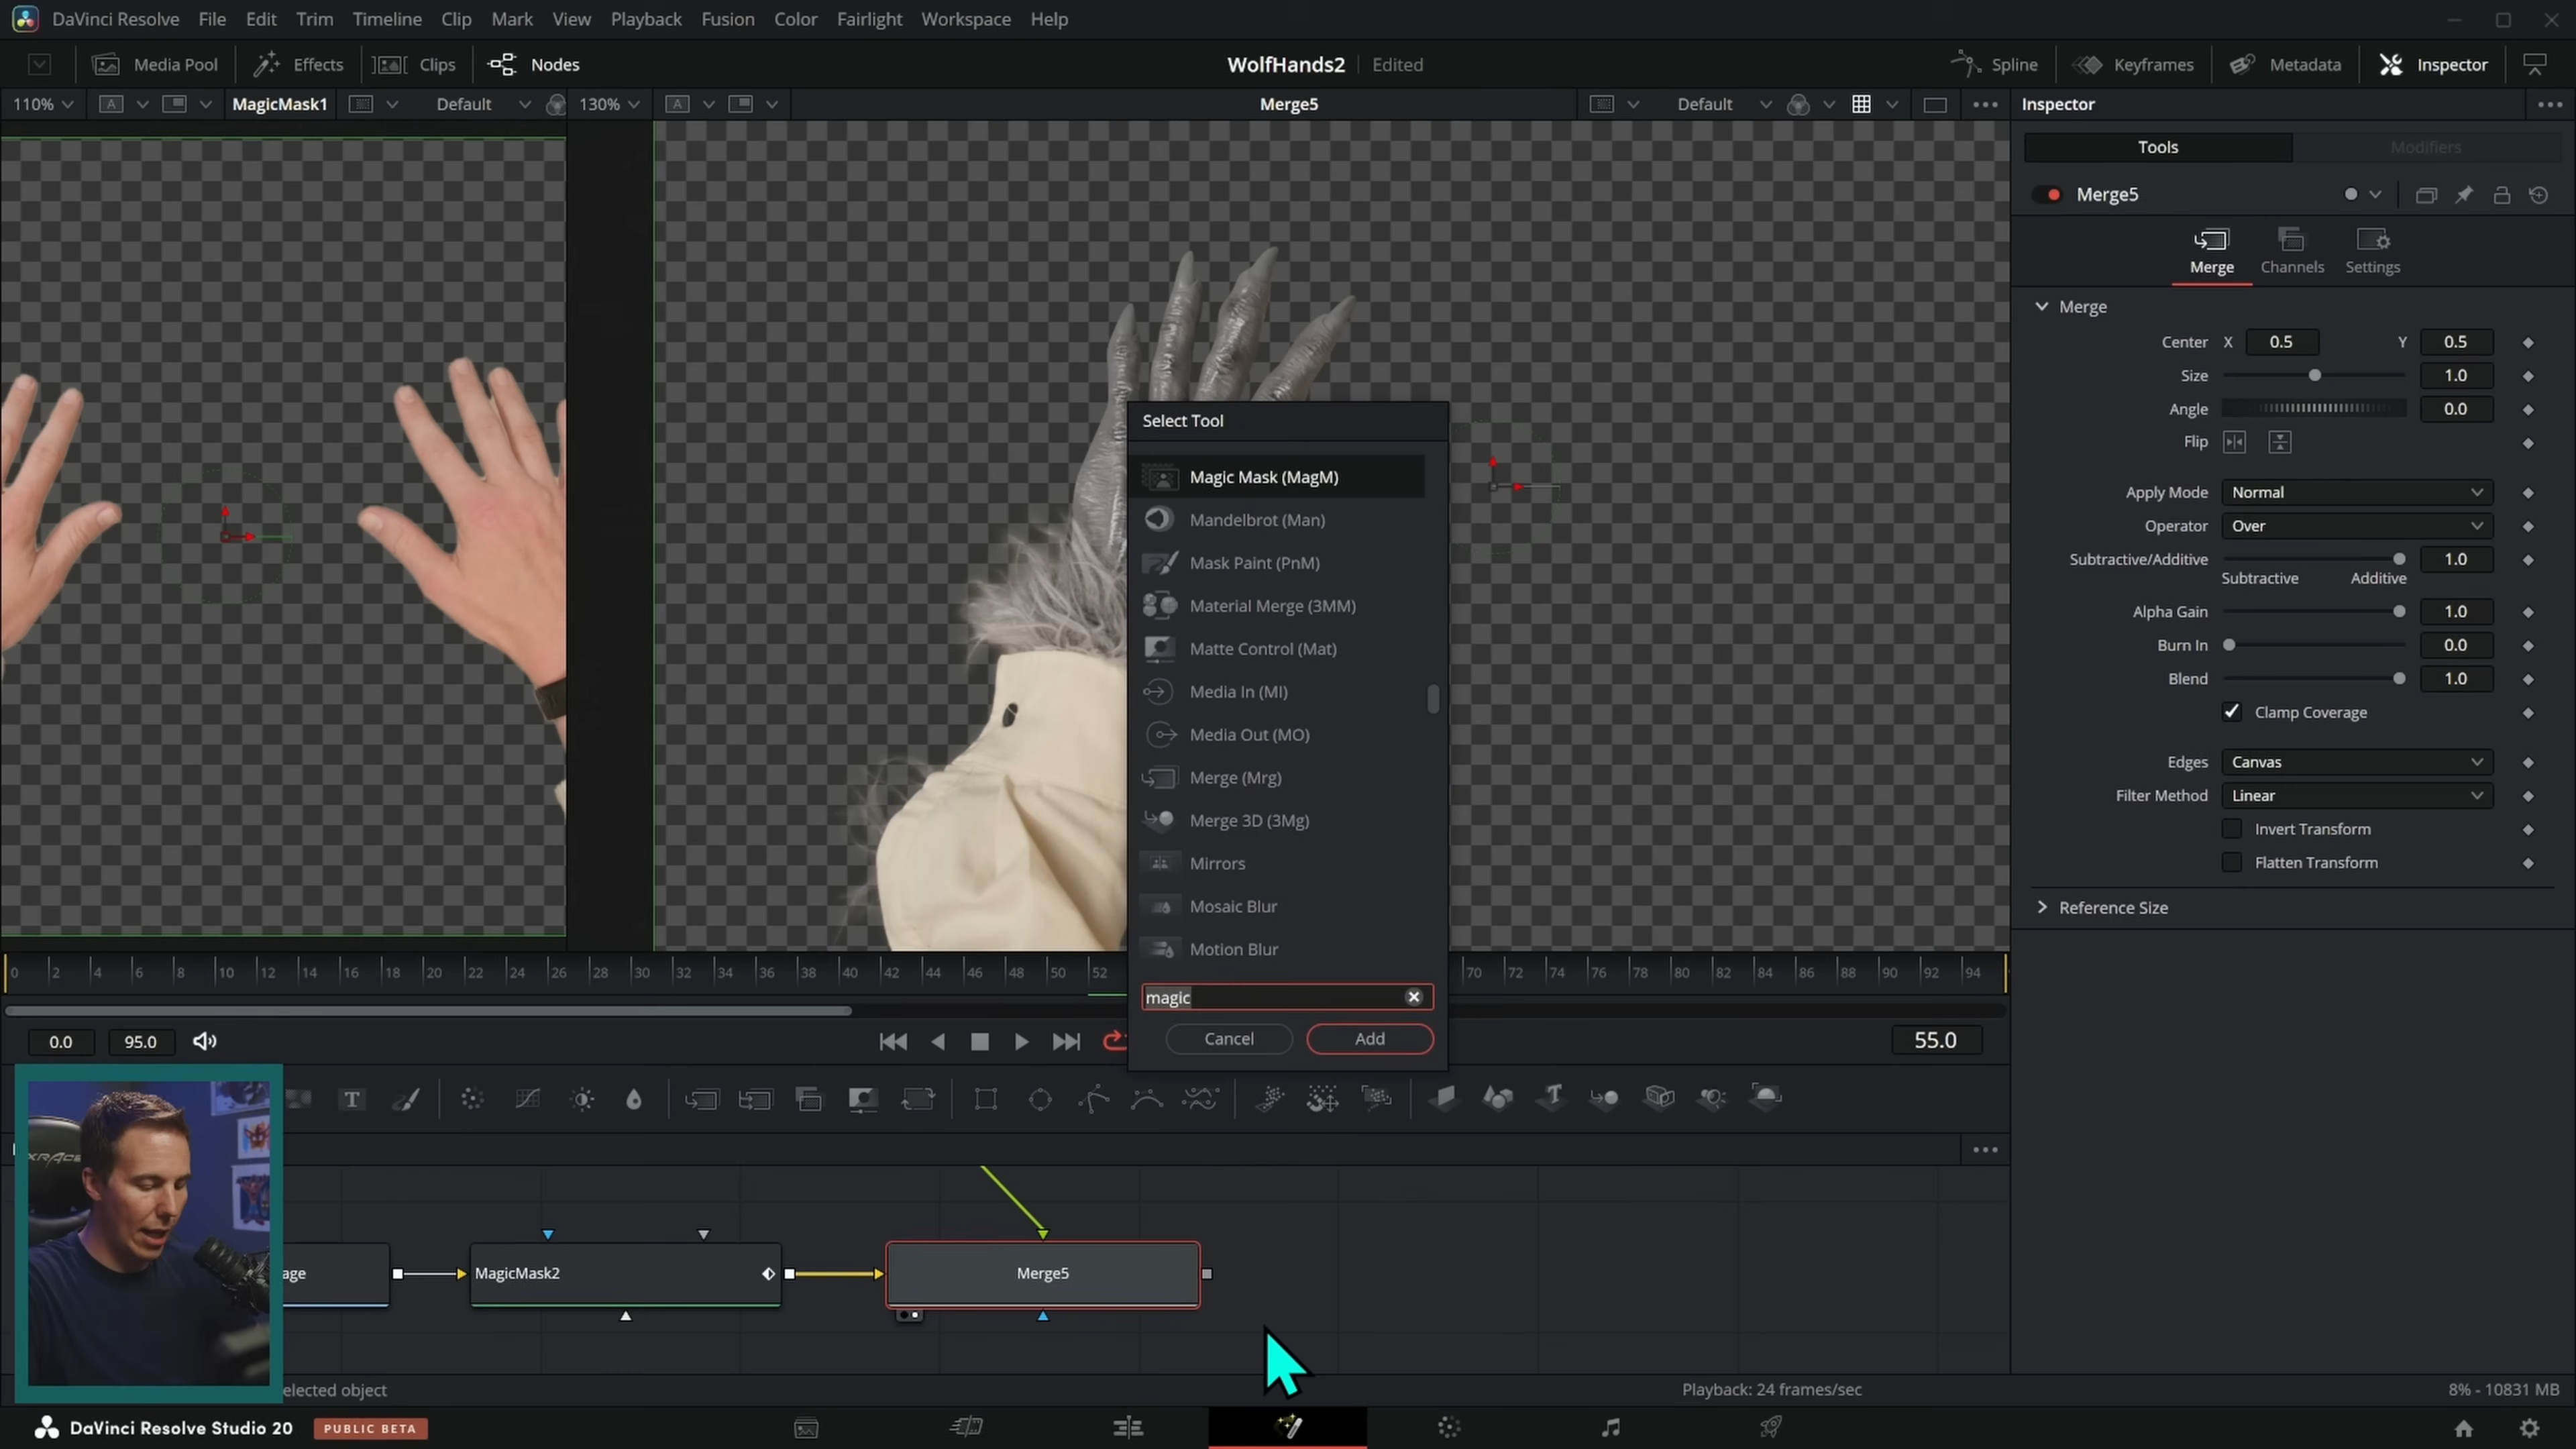 DaVinci Resolve File Edit Trim Timeline Clip Mark View Playback Fusion Color Fairlight Workspace Help
Media Pool Effects Clips Nodes WolfHands2 Edited Spline Keyframes Metadata Inspector
110% A MagicMask1 Default 130% A Merge5 Default Inspector
Tools Modifiers
Merge5
Merge Channels Settings
Merge
Center X 0.5 Y 0.5
Size 1.0
Angle 0.0
Flip
Apply Mode Normal
Operator Over
Subtractive/Additive 1.0
Subtractive Additive
Alpha Gain 1.0
Burn In 0.0
Blend 1.0
Clamp Coverage
Edges Canvas
Filter Method Linear
Invert Transform
Flatten Transform
Reference Size
Select Tool
Magic Mask (MagM)
Mandelbrot (Man)
Mask Paint (PnM)
Material Merge (3MM)
Matte Control (Mat)
Media In (MI)
Media Out (MO)
Merge (Mrg)
Merge 3D (3Mg)
Mirrors
Mosaic Blur
Motion Blur
magic
Cancel Add
0 2 4 6 8 10 12 14 16 18 20 22 24 26 28 30 32 34 36 38 40 42 44 46 48 50 52 70 72 74 76 78 80 82 84 86 88 90 92 94
0.0 95.0 55.0
T
XRAC
age MagicMask2 Merge5
elected object Playback: 24 frames/sec 8% - 10831 MB
DaVinci Resolve Studio 20 PUBLIC BETA